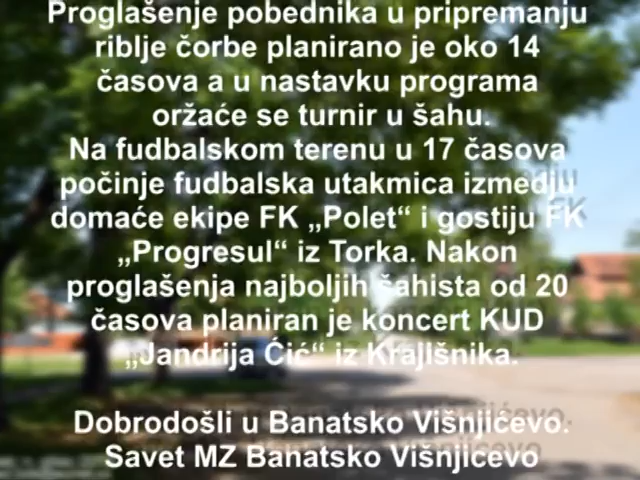 Proglašenje pobednika u pripremanju
riblje čorbe planirano je oko 14
časova a u nastavku programa
oržaće se turnir u šahu.
Na fudbalskom terenu u 17 časova
počinje fudbalska utakmica izmedju
domaće ekipe FK „Polet“ i gostiju FK
„Progresul“ iz Torka. Nakon
proglašenja najboljih šahista od 20
časova planiran je koncert KUD
„Jandrija Ćić“ iz Krajišnika.
Dobrodošli u Banatsko Višnjićevo.
Savet MZ Banatsko Višnjicevo